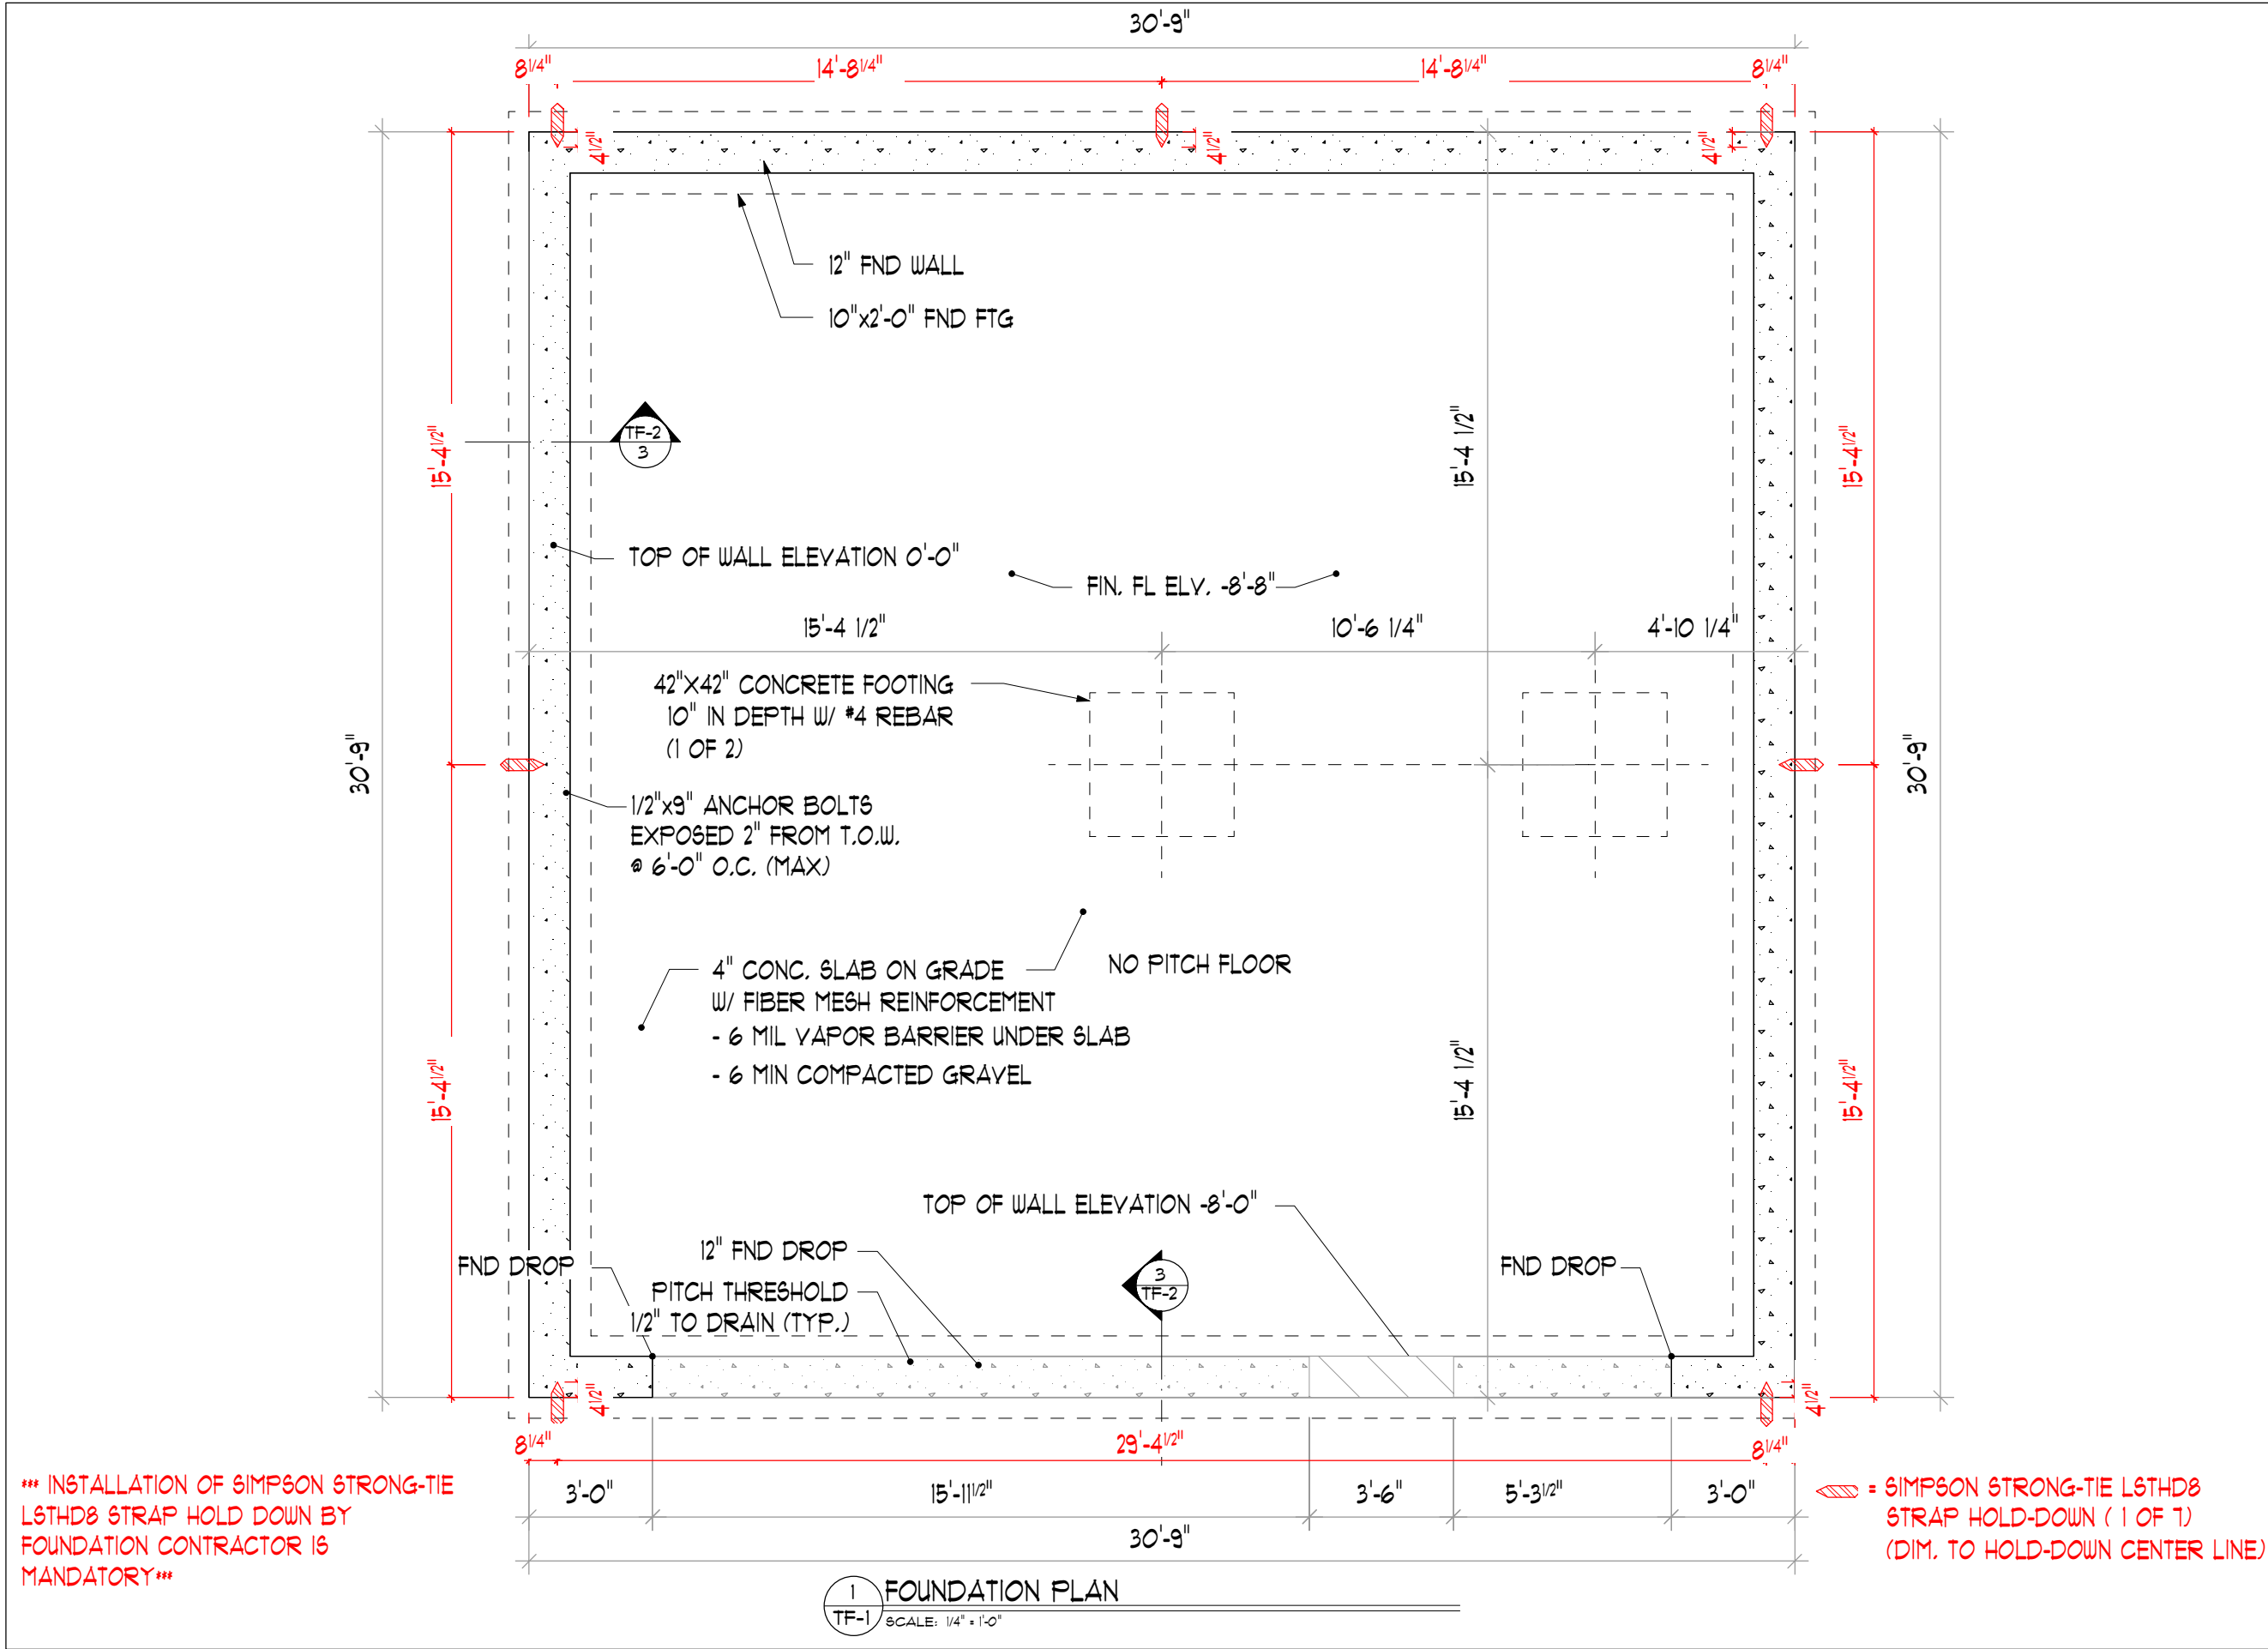 30'-9"
8 1/4"
14'-8 1/4"
14'-8 1/4"
8 1/4"
4 1/2"
4 1/2"
4 1/2"
12" FND WALL
10"x2'-0" FND FTG
15'-4 1/2"
TF-2
3
15'-4 1/2"
15'-4 1/2"
TOP OF WALL ELEVATION 0'-0"
FIN. FL ELV. -8'-8"
15'-4 1/2"
10'-6 1/4"
4'-10 1/4"
42"X42" CONCRETE FOOTING
10" IN DEPTH W/ #4 REBAR
(1 OF 2)
30'-9"
30'-9"
1/2"x9" ANCHOR BOLTS
EXPOSED 2" FROM T.O.W.
@ 6'-0" O.C. (MAX)
4" CONC. SLAB ON GRADE
NO PITCH FLOOR
W/ FIBER MESH REINFORCEMENT
- 6 MIL VAPOR BARRIER UNDER SLAB
- 6 MIN COMPACTED GRAVEL
15'-4 1/2"
15'-4 1/2"
15'-4 1/2"
TOP OF WALL ELEVATION -8'-0"
12" FND DROP
FND DROP
FND DROP
PITCH THRESHOLD
1/2" TO DRAIN (TYP.)
3
TF-2
4 1/2"
4 1/2"
8 1/4"
29'-4 1/2"
8 1/4"
3'-0"
15'-11 1/2"
3'-6"
5'-3 1/2"
3'-0"
30'-9"
*** INSTALLATION OF SIMPSON STRONG-TIE
LSTHD8 STRAP HOLD DOWN BY
FOUNDATION CONTRACTOR IS
MANDATORY***
= SIMPSON STRONG-TIE LSTHD8
STRAP HOLD-DOWN ( 1 OF 7)
(DIM. TO HOLD-DOWN CENTER LINE)
1
TF-1
FOUNDATION PLAN
SCALE: 1/4" = 1'-0"